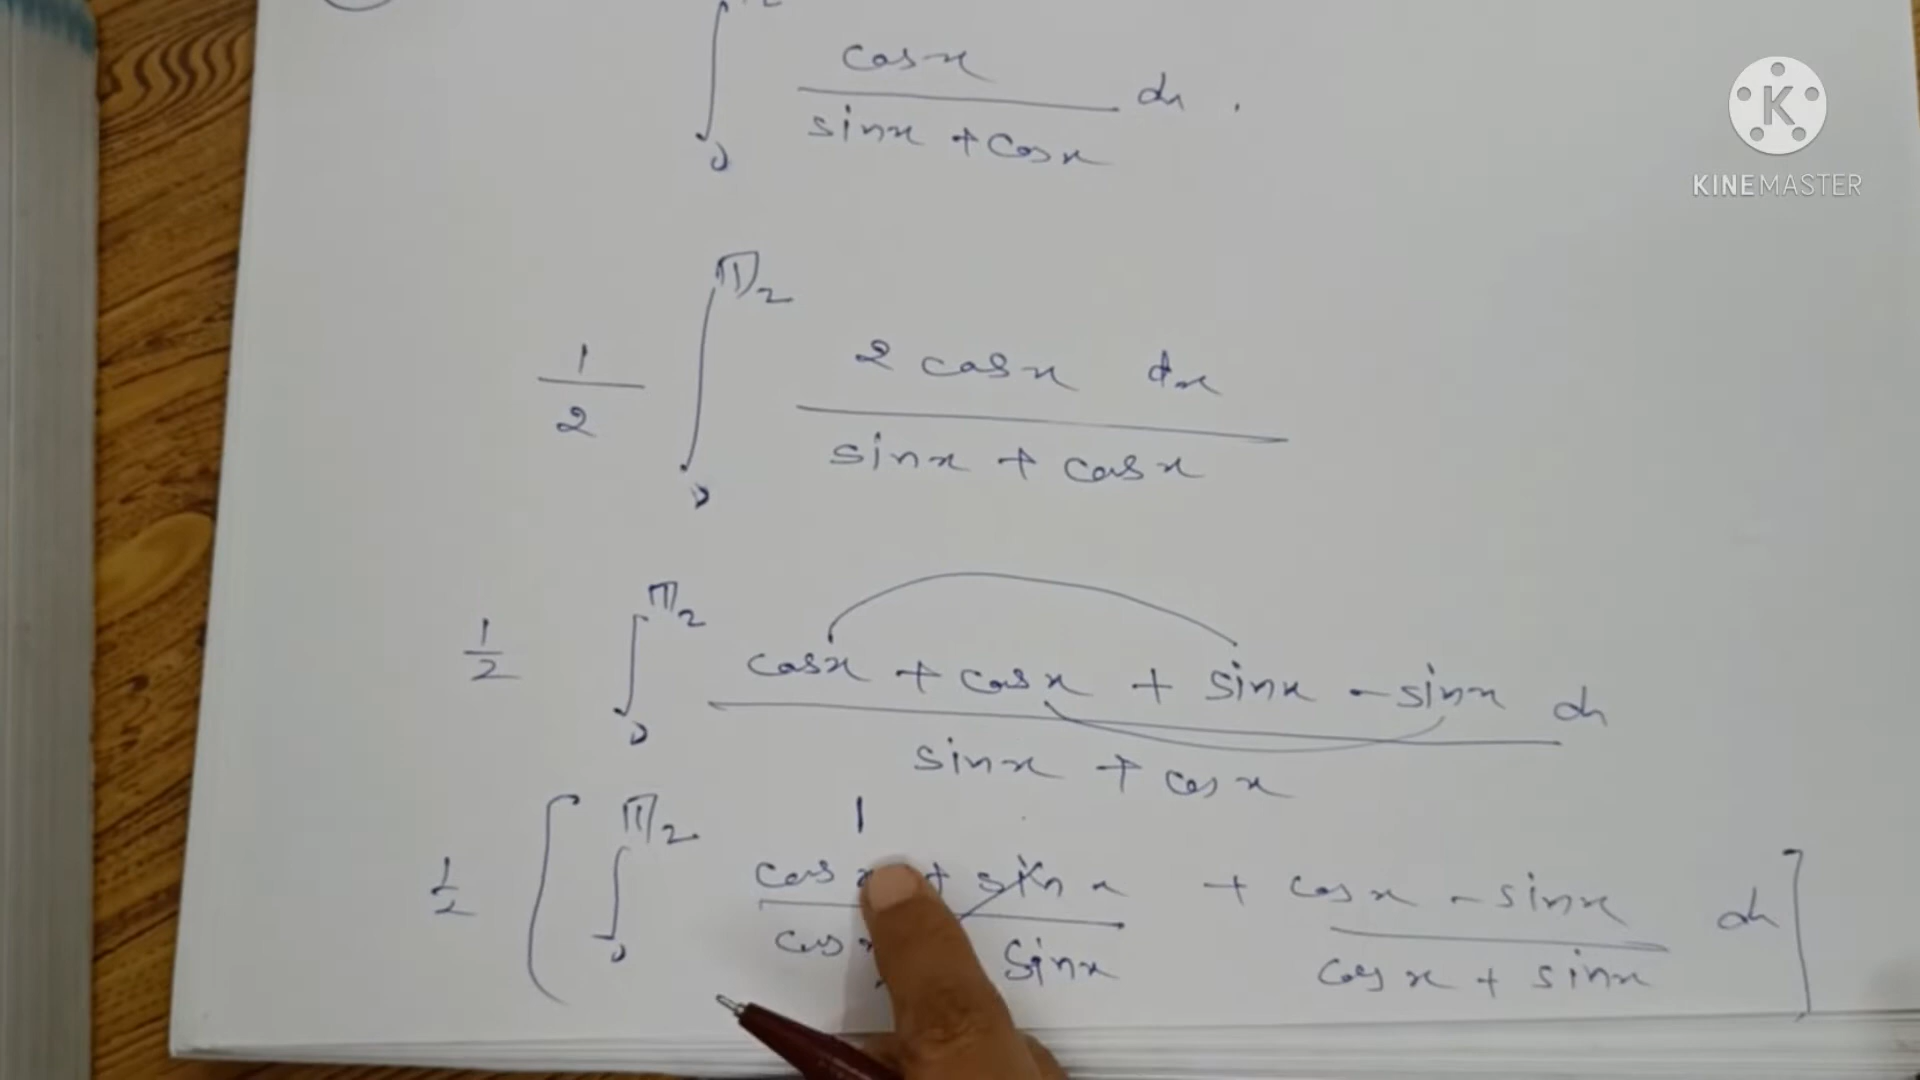 cosx
∫ ――― dx .
0 sinx + cosx
K
KINEMASTER
π/2
1/2 ∫ 2 cosx dx
0 sinx + cosx
π/2
1/2 ∫ cosx + cosx + sinx - sinx dx
0 sinx + cosx
π/2 1
1/2 [ ∫ cos + sinx + cosx - sinx dx ]
0 cos sinx cosx + sinx